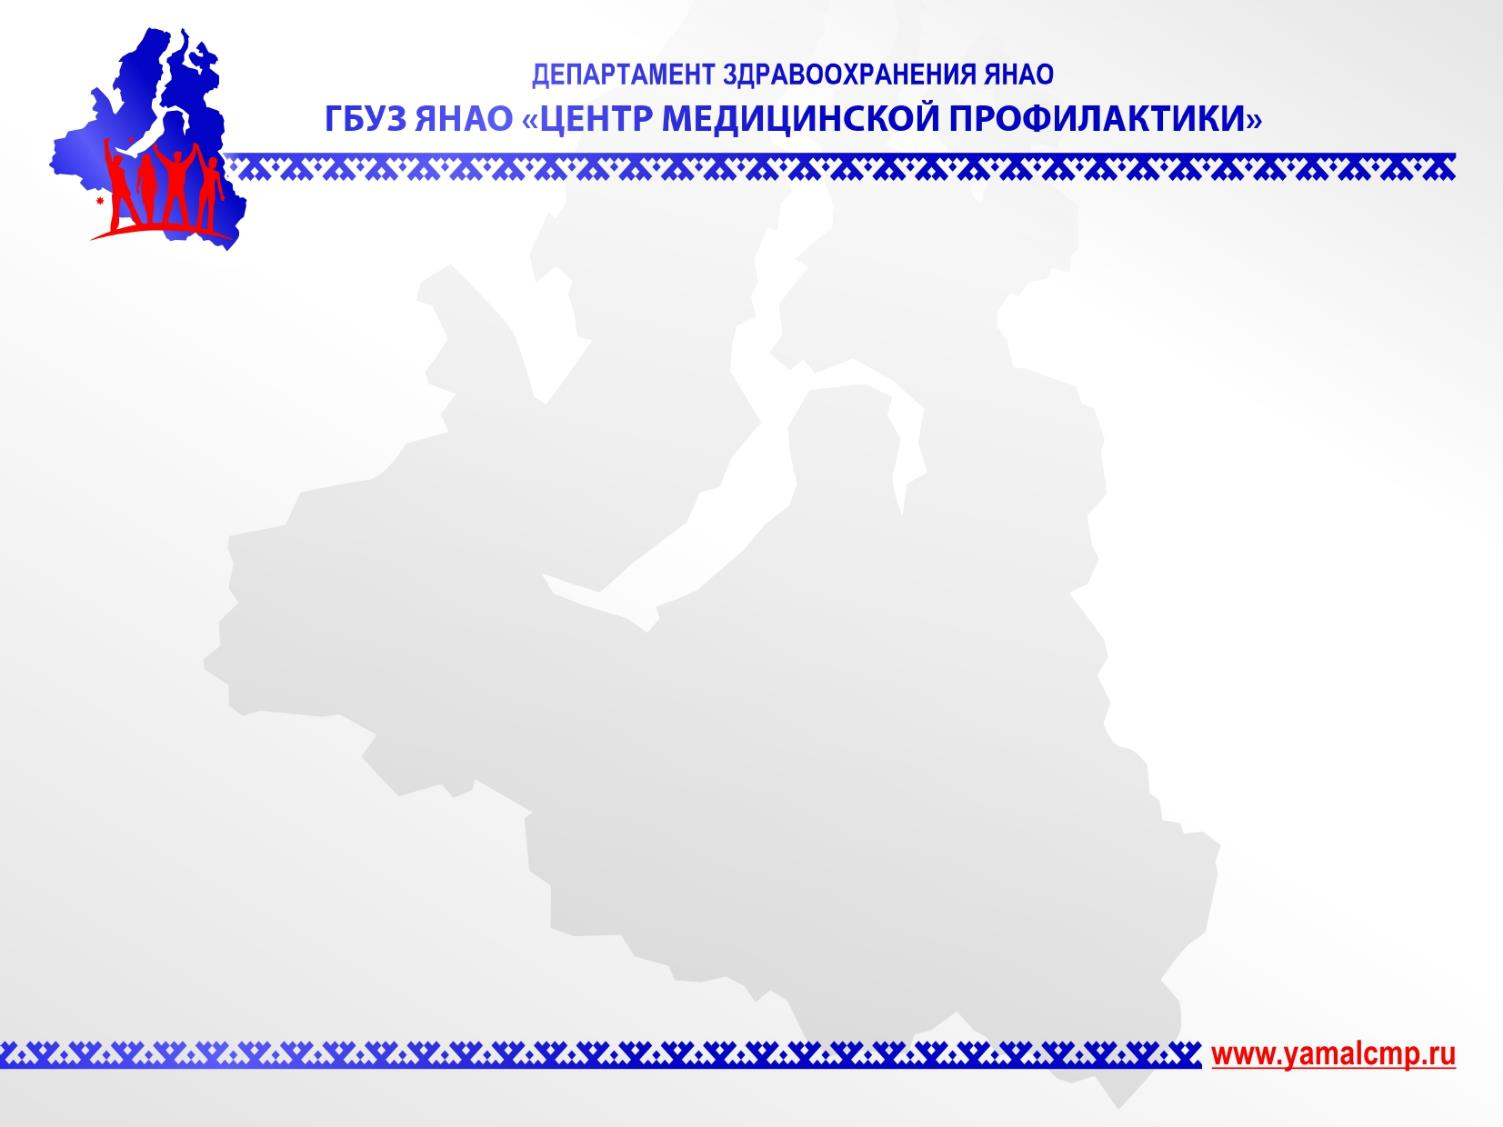 ДЕПАРТАМЕНТ ЗДРАВООХРАНЕНИЯ ЯНАО
ГБУЗ ЯНАО «ЦЕНТР МЕДИЦИНСКОЙ ПРОФИЛАКТИКИ»
www.yamalcmp.ru